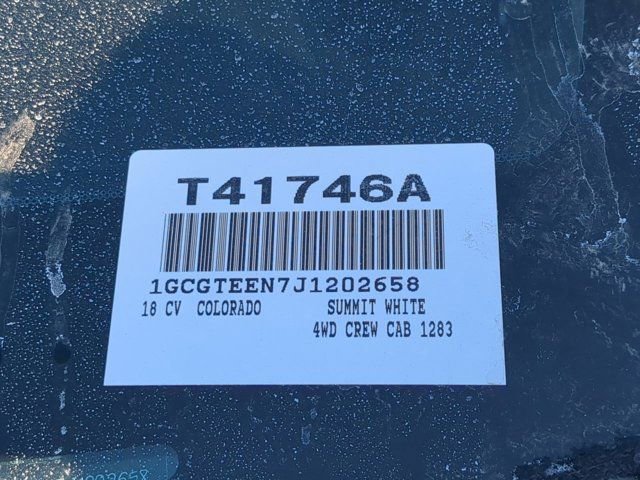 T41746A
1GCGTEEN7J1202658
18 CV COLORADO SUMMIT WHITE
4WD CREW CAB 1283